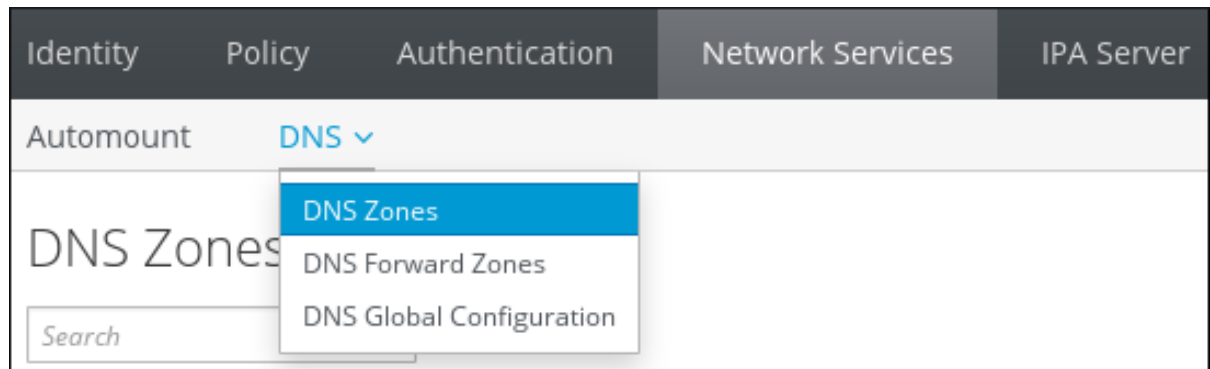 Identity Policy Authentication Network Services IPA Server
Automount DNS
DNS Zones
DNS Zones
DNS Forward Zones
DNS Global Configuration
Search